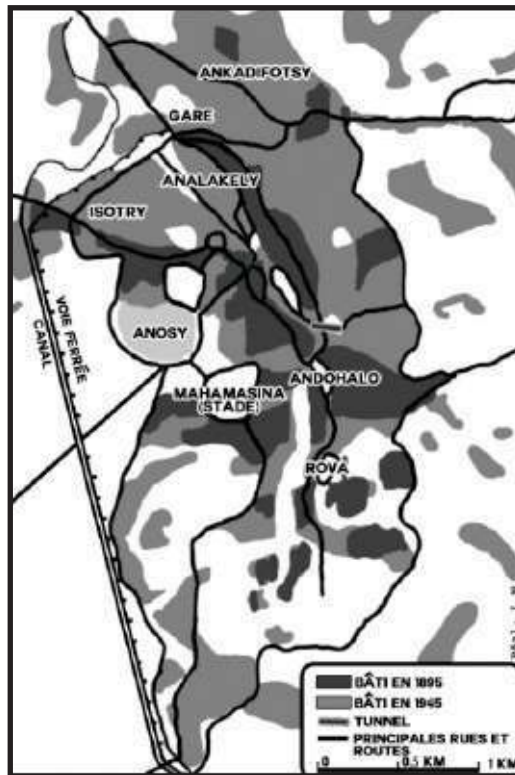 ANKADIFOTSY
GARE
ANALAKELY
ISOTRY
VOIE FERRÉE
CANAL
ANOSY
MAHAMASINA
(STADE)
ANDOHALO
ROVA
BÂTI EN 1895
BÂTI EN 1945
TUNNEL
PRINCIPALES RUES ET
ROUTES
0 0,5 KM 1 KM